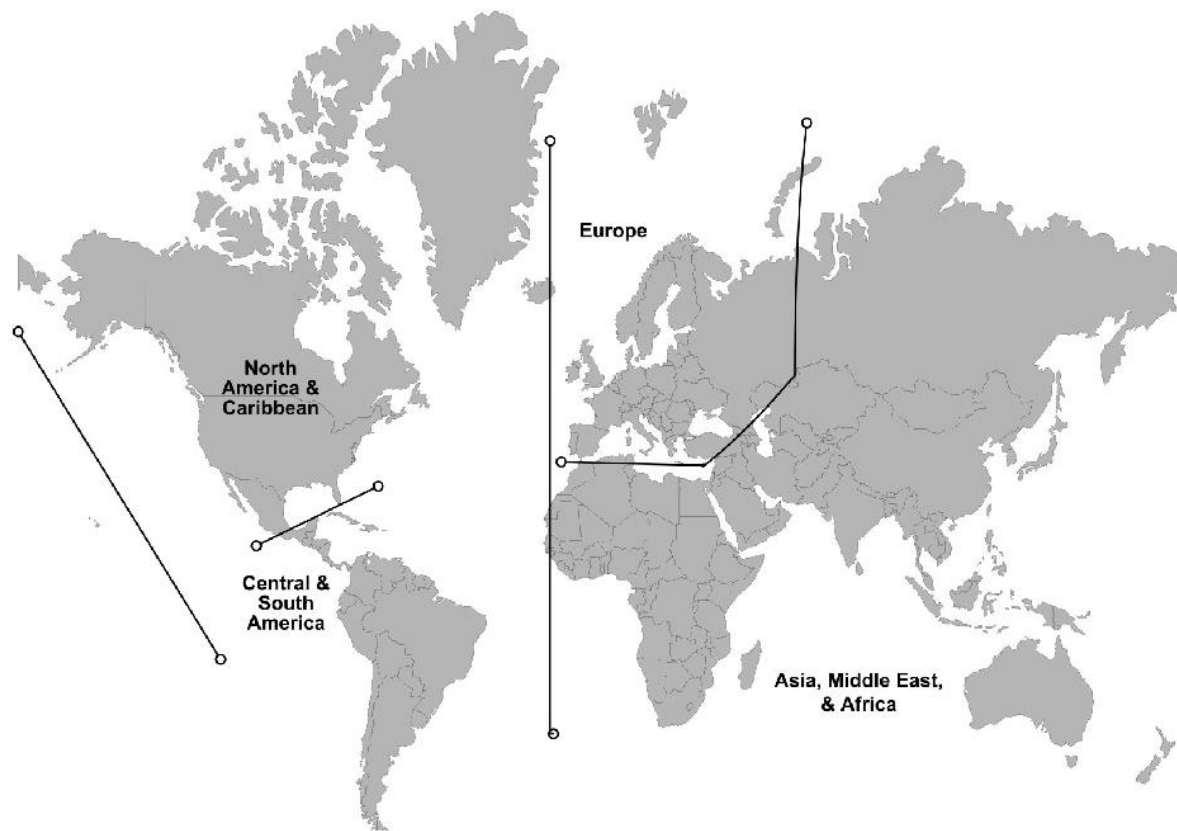 Europe
North
America &
Caribbean
Central &
South
America
Asia, Middle East,
& Africa